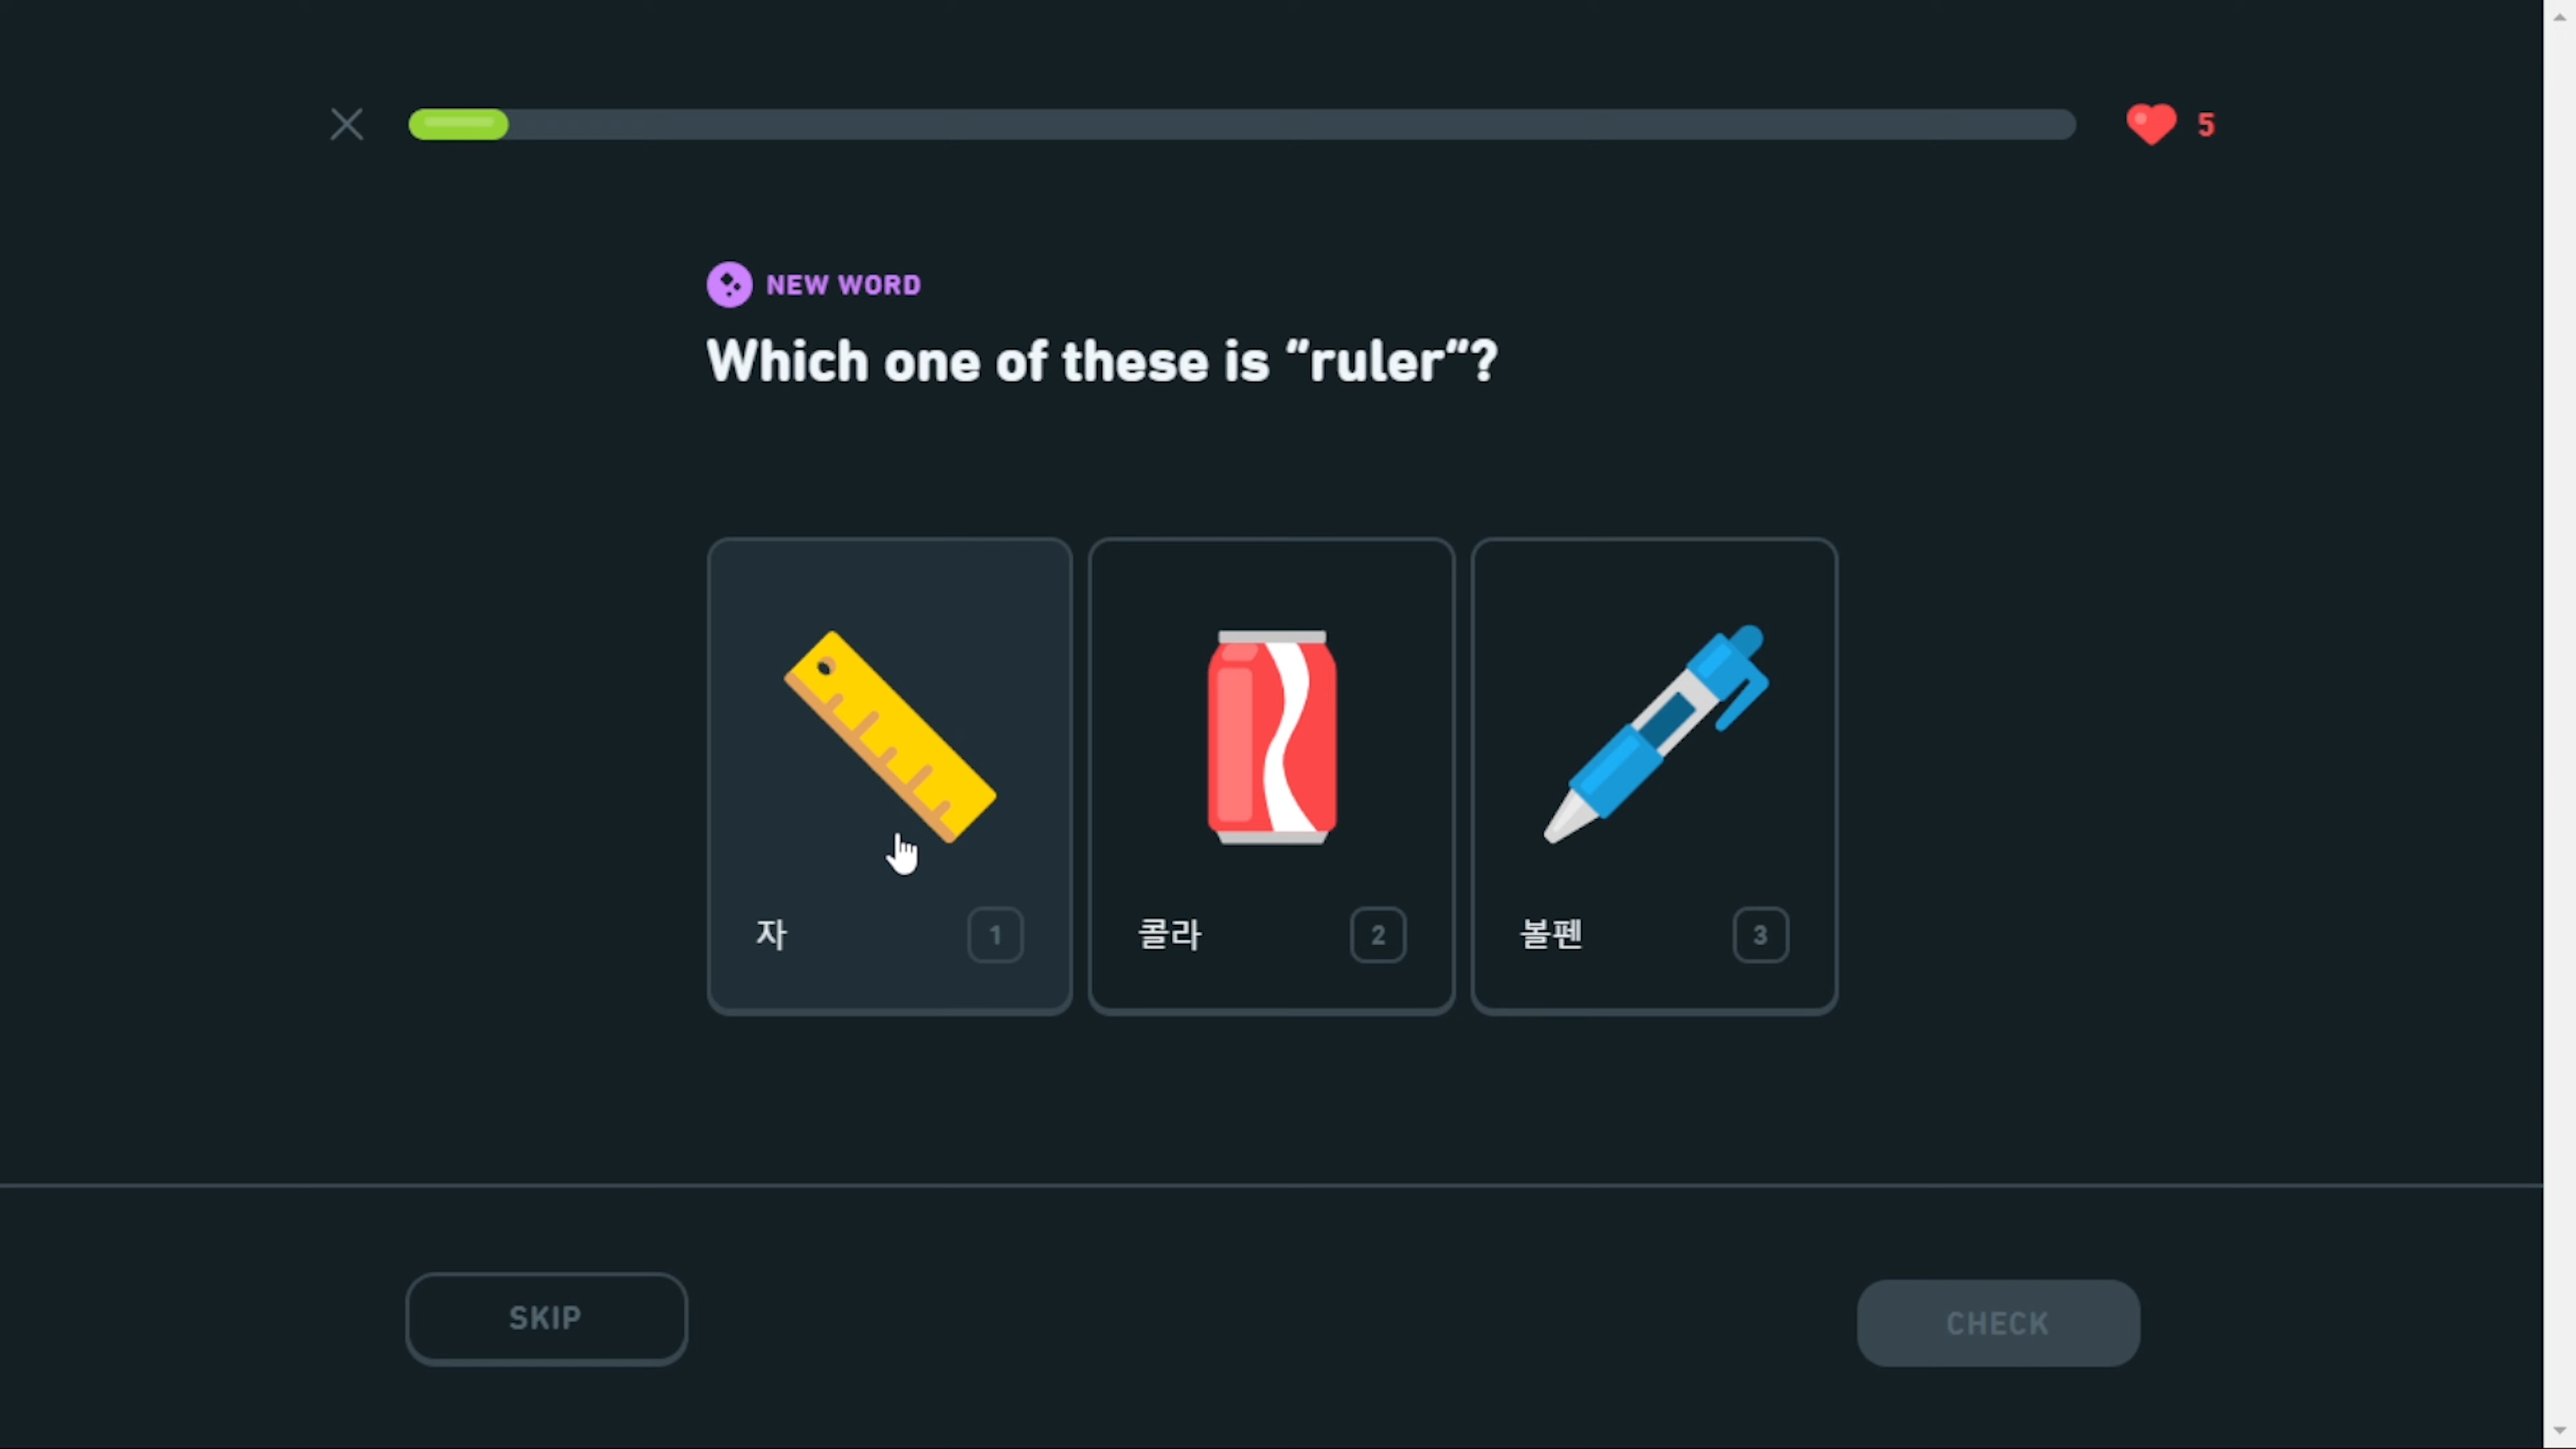 5
NEW WORD
Which one of these is “ruler“?
자 1
콜라 2
볼펜 3
SKIP
CHECK